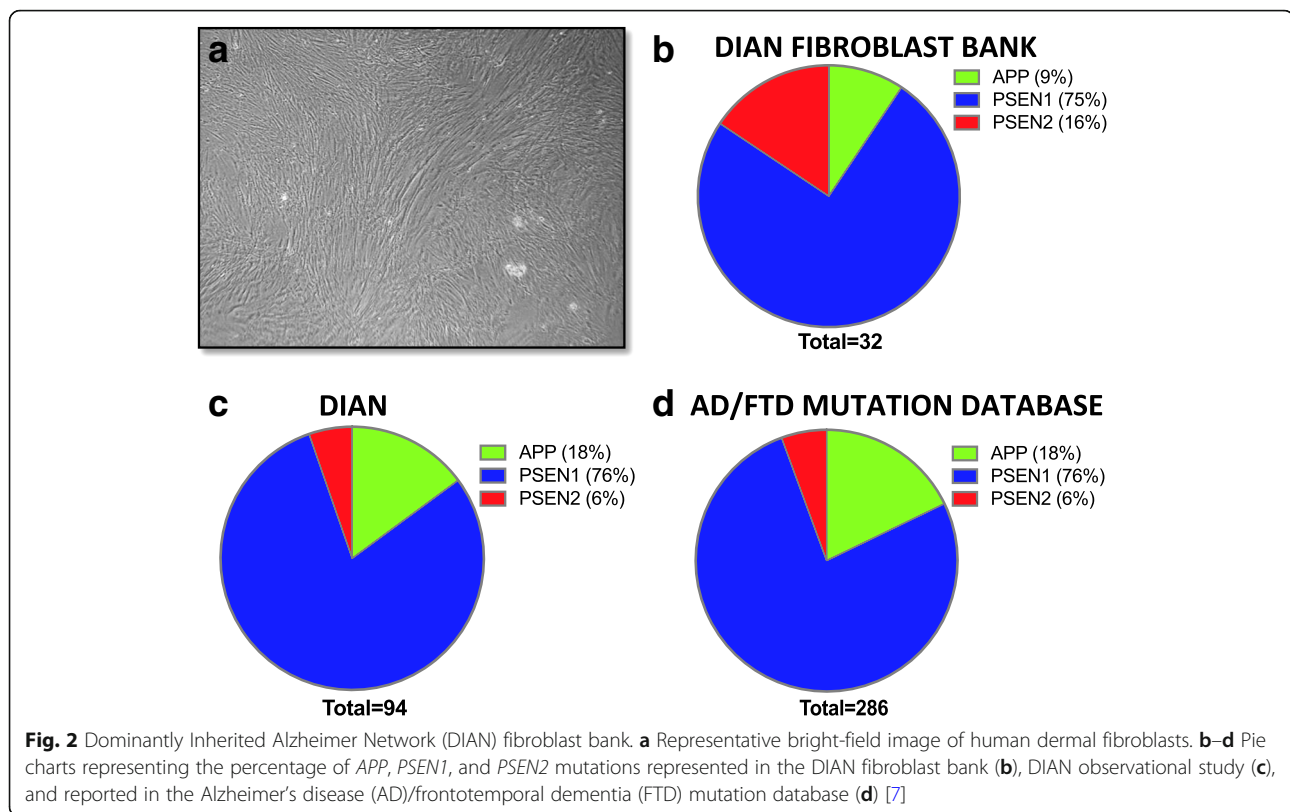 a
b DIAN FIBROBLAST BANK
APP (9%)
PSEN1 (75%)
PSEN2 (16%)
Total=32
c DIAN
APP (18%)
PSEN1 (76%)
PSEN2 (6%)
Total=94
d AD/FTD MUTATION DATABASE
APP (18%)
PSEN1 (76%)
PSEN2 (6%)
Total=286
Fig. 2 Dominantly Inherited Alzheimer Network (DIAN) fibroblast bank. a Representative bright-field image of human dermal fibroblasts. b–d Pie
charts representing the percentage of APP, PSEN1, and PSEN2 mutations represented in the DIAN fibroblast bank (b), DIAN observational study (c),
and reported in the Alzheimer's disease (AD)/frontotemporal dementia (FTD) mutation database (d) [7]